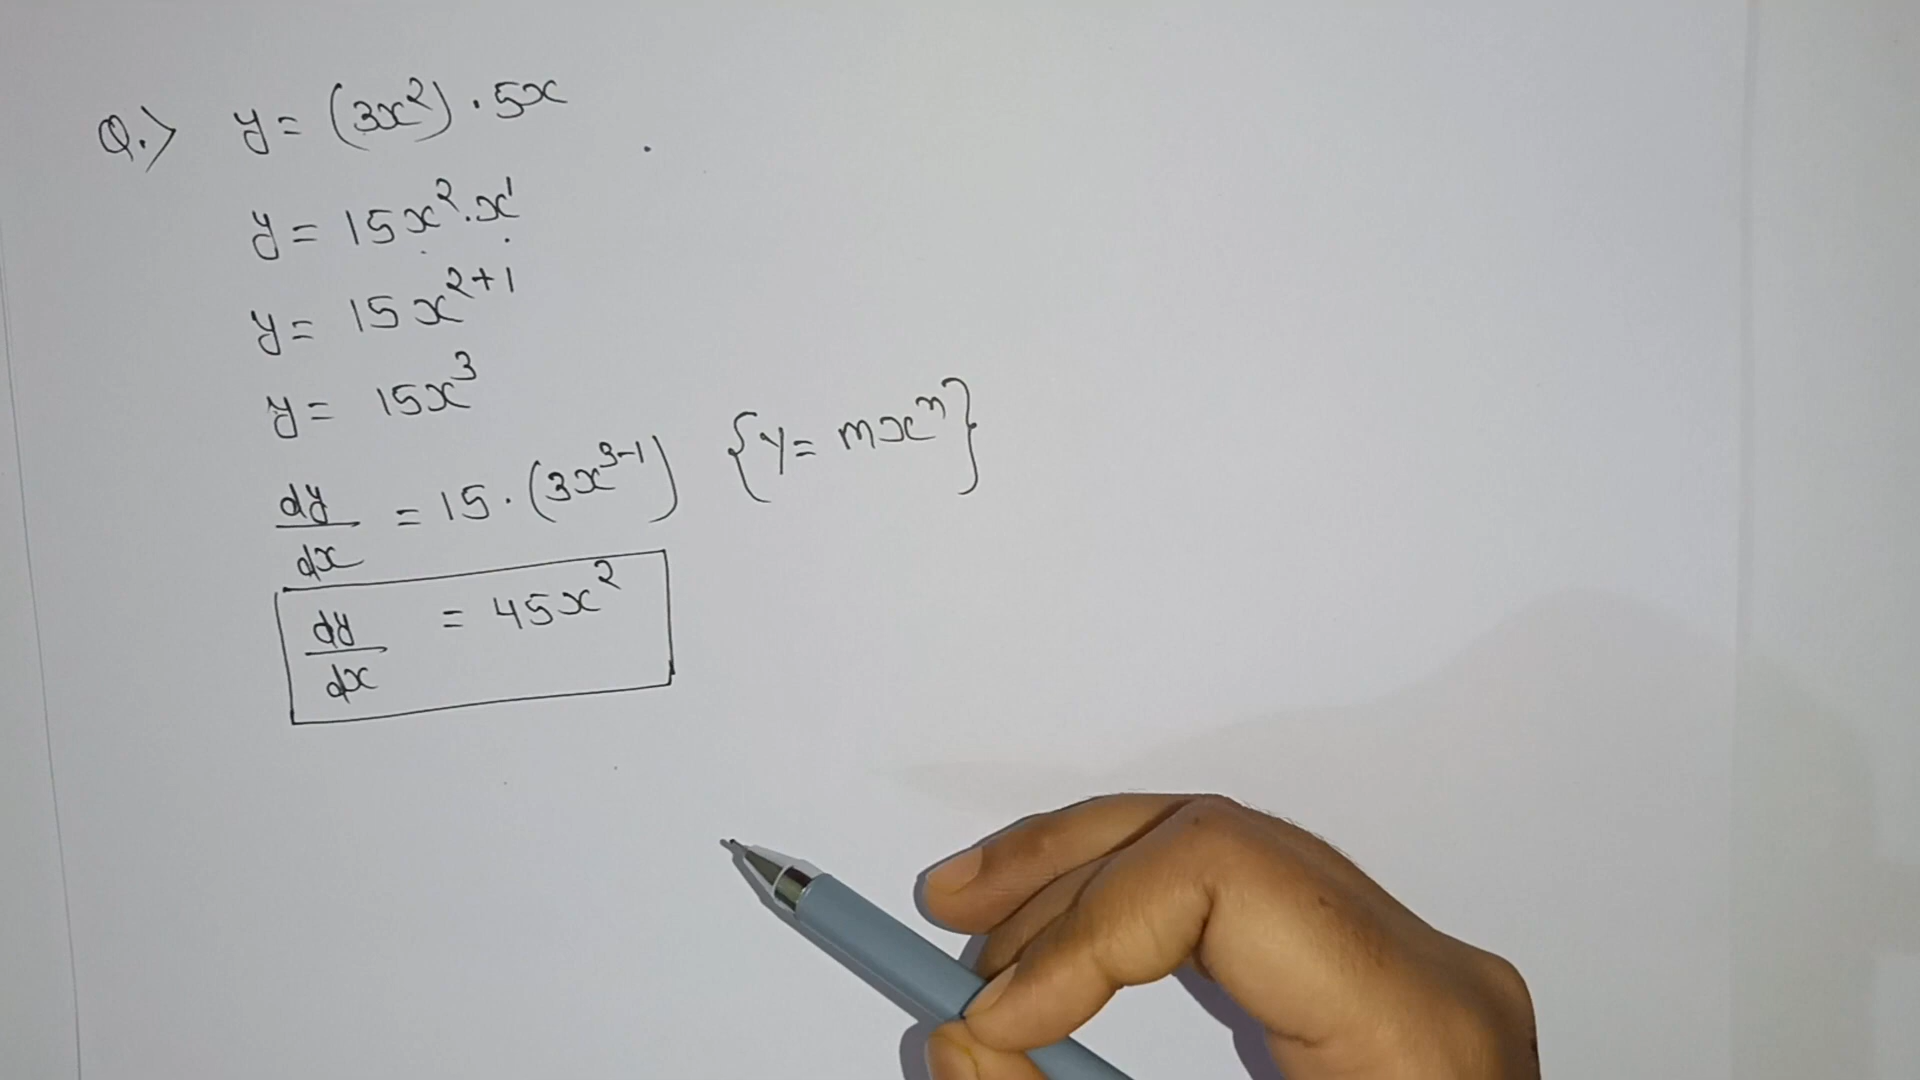 Q.> y = (3x²) . 5x
y = 15x² . x¹
y = 15x²⁺¹
y = 15x³
dy/dx = 15 . (3x³⁻¹) {y = mxⁿ}
dy/dx = 45x²